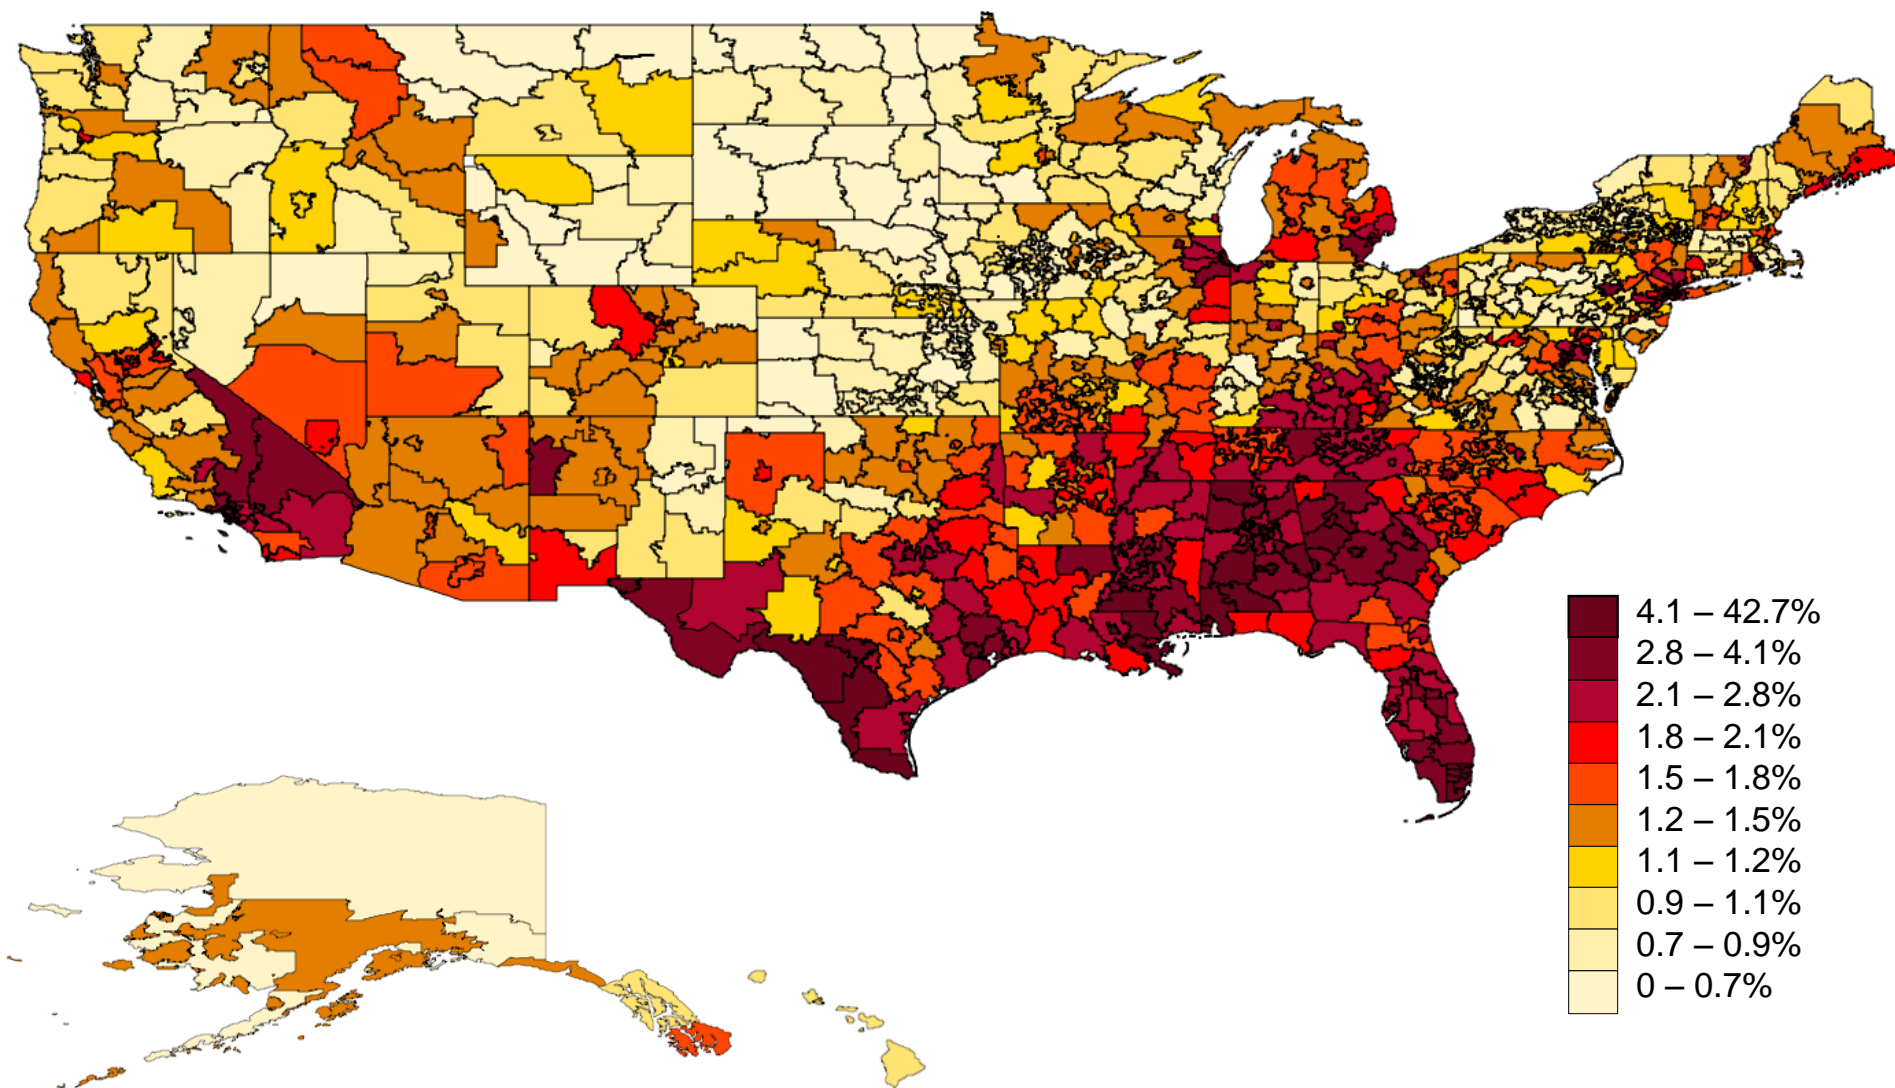 4.1 – 42.7%
2.8 – 4.1%
2.1 – 2.8%
1.8 – 2.1%
1.5 – 1.8%
1.2 – 1.5%
1.1 – 1.2%
0.9 – 1.1%
0.7 – 0.9%
0 – 0.7%